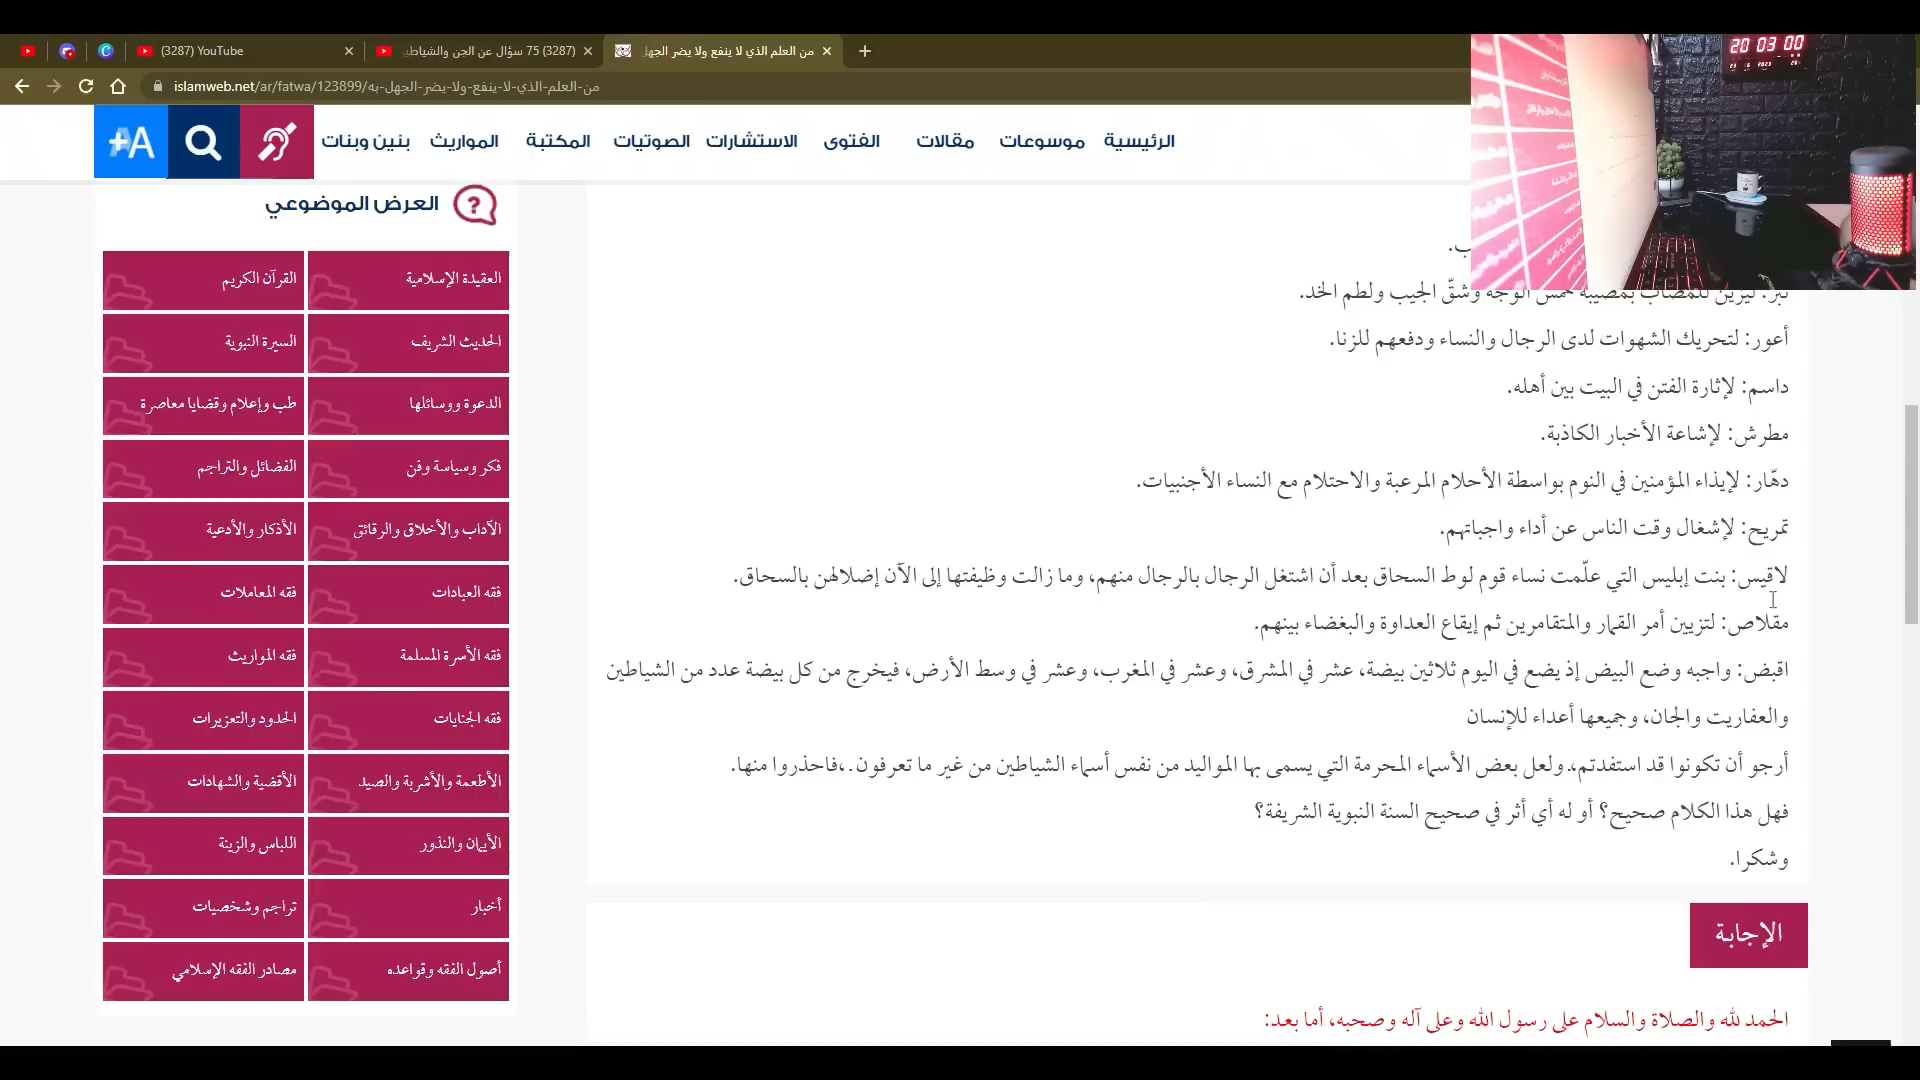 (3287) YouTube
(3287) 75 سؤال عن الجن والشياطي
من العلم الذي لا ينفع ولا يضر الجهل
islamweb.net/ar/fatwa/123899/من-العلم-الذي-لا-ينفع-ولا-يضر-الجهل-به
20 03 00
الرئيسية
موسوعات
مقالات
الفتوى
الاستشارات
الصوتيات
المكتبة
المواريث
بنين وبنات
+A
العرض الموضوعي
العقيدة الإسلامية
القرآن الكريم
الحديث الشريف
السيرة النبوية
الدعوة ووسائلها
طب وإعلام وقضايا معاصرة
فكر وسياسة وفن
الفضائل والتراجم
الآداب والأخلاق والرقائق
الأذكار والأدعية
فقه العبادات
فقه المعاملات
فقه الأسرة المسلمة
فقه المواريث
فقه الجنايات
الحدود والتعزيرات
الأطعمة والأشربة والصيد
الأقضية والشهادات
الأيمان والنذور
اللباس والزينة
أخبار
تراجم وشخصيات
أصول الفقه وقواعده
مصادر الفقه الإسلامي
وشقّ الجيب ولطم الخد.
أعور: لتحريك الشهوات لدى الرجال والنساء ودفعهم للزنا.
داسم: لإثارة الفتن في البيت بين أهله.
مطرش: لإشاعة الأخبار الكاذبة.
دهّار: لإيذاء المؤمنين في النوم بواسطة الأحلام المرعبة والاحتلام مع النساء الأجنبيات.
تمريح: لإشغال وقت الناس عن أداء واجباتهم.
لاقيس: بنت إبليس التي علّمت نساء قوم لوط السحاق بعد أن اشتغل الرجال بالرجال منهم، وما زالت وظيفتها إلى الآن إضلالهن بالسحاق.
مقلاص: لتزيين أمر القمار والمتقامرين ثم إيقاع العداوة والبغضاء بينهم.
اقبض: واجبه وضع البيض إذ يضع في اليوم ثلاثين بيضة، عشر في المشرق، وعشر في المغرب، وعشر في وسط الأرض، فيخرج من كل بيضة عدد من الشياطين
والعفاريت والجان، وجميعها أعداء للإنسان
أرجو أن تكونوا قد استفدتم،. ولعل بعض الأسماء المحرمة التي يسمى بها المواليد من نفس أسماء الشياطين من غير ما تعرفون..،فاحذروا منها.
فهل هذا الكلام صحيح؟ أو له أي أثر في صحيح السنة النبوية الشريفة؟
وشكرا.
الإجابة
الحمد لله والصلاة والسلام على رسول الله وعلى آله وصحبه، أما بعد: